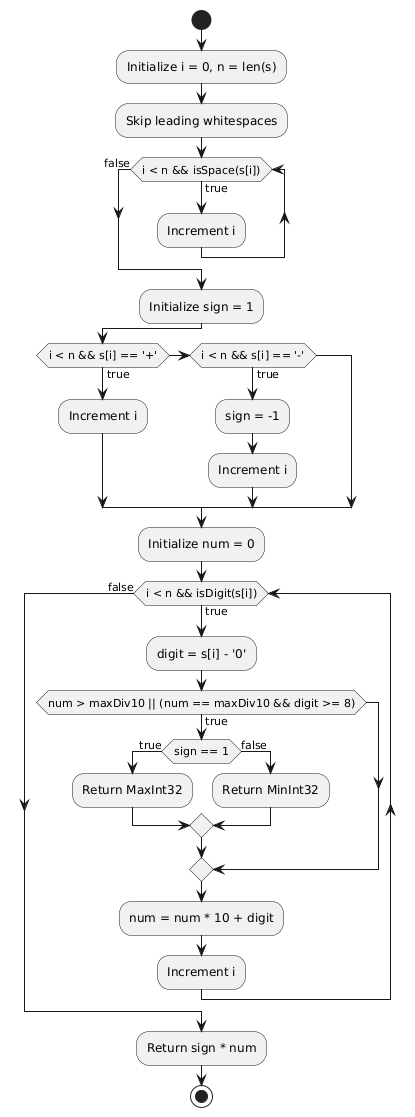 Initialize i = 0, n = len(s)
Skip leading whitespaces
false
i < n && isSpace(s[i])
true
Increment i
Initialize sign = 1
i < n && s[i] == '+'
i < n && s[i] == '-'
true
true
Increment i
sign = -1
Increment i
Initialize num = 0
false
i < n && isDigit(s[i])
true
digit = s[i] - '0'
num > maxDiv10 || (num == maxDiv10 && digit >= 8)
true
true
sign == 1
false
Return MaxInt32
Return MinInt32
num = num * 10 + digit
Increment i
Return sign * num